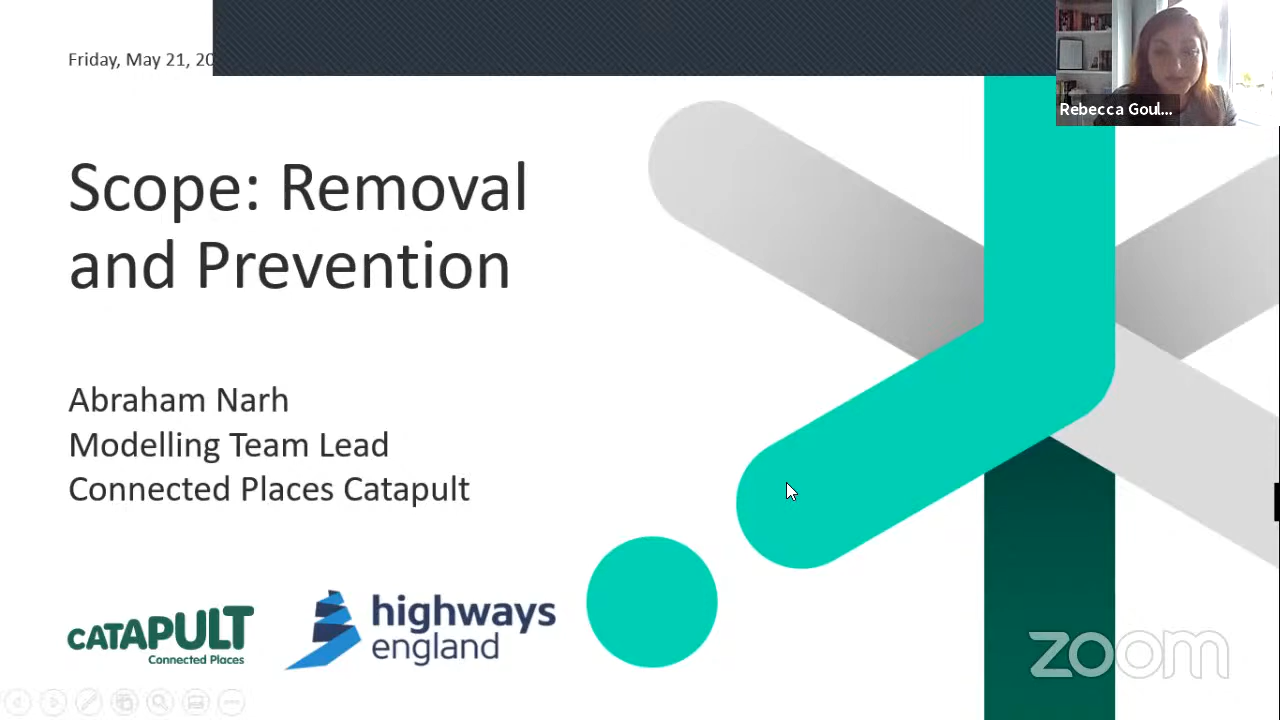 Friday, May 21, 20
Rebecca Goul...
Scope: Removal
and Prevention
Abraham Narh
Modelling Team Lead
Connected Places Catapult
CATAPULT
Connected Places
highways
england
zoom